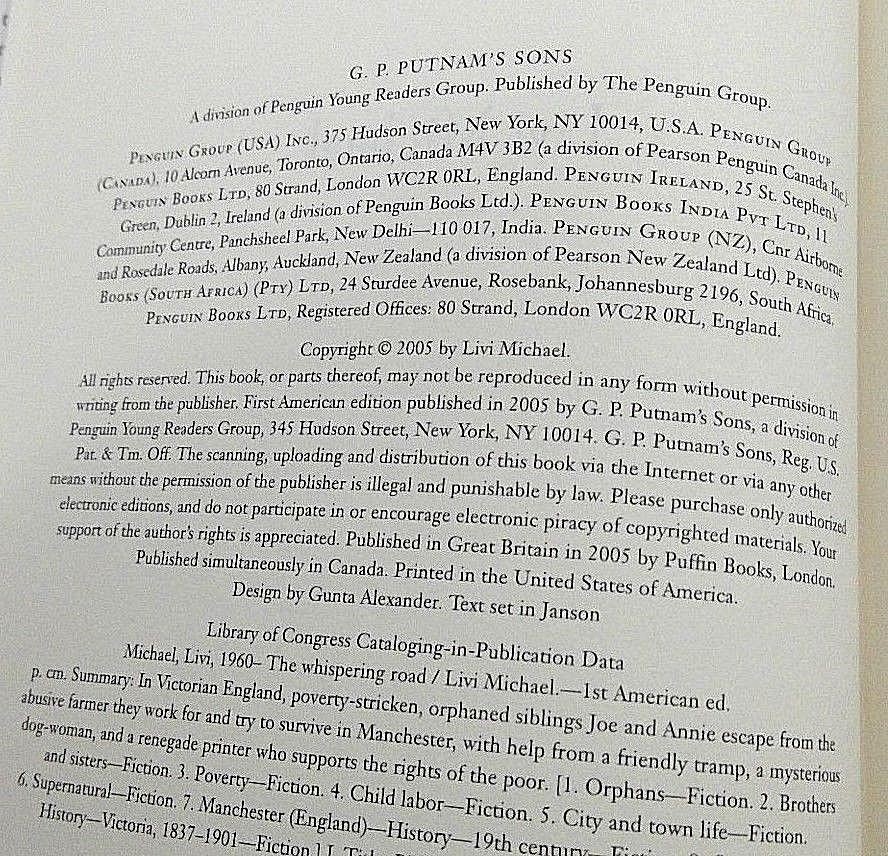 G. P. PUTNAM'S SONS
A division of Penguin Young Readers Group. Published by The Penguin Group.
PENGUIN GROUP (USA) INC., 375 Hudson Street, New York, NY 10014, U.S.A. PENGUIN GROUP
(CANADA), 10 Alcorn Avenue, Toronto, Ontario, Canada M4V 3B2 (a division of Pearson Penguin Canada Inc.).
PENGUIN BOOKS LTD, 80 Strand, London WC2R 0RL, England. PENGUIN IRELAND, 25 St. Stephen's
Green, Dublin 2, Ireland (a division of Penguin Books Ltd.). PENGUIN BOOKS INDIA PVT LTD, 11
Community Centre, Panchsheel Park, New Delhi—110 017, India. PENGUIN GROUP (NZ), Cnr Airborne
and Rosedale Roads, Albany, Auckland, New Zealand (a division of Pearson New Zealand Ltd). PENGUIN
BOOKS (SOUTH AFRICA) (PTY) LTD, 24 Sturdee Avenue, Rosebank, Johannesburg 2196, South Africa.
PENGUIN BOOKS LTD, Registered Offices: 80 Strand, London WC2R 0RL, England.
Copyright © 2005 by Livi Michael.
All rights reserved. This book, or parts thereof, may not be reproduced in any form without permission in
writing from the publisher. First American edition published in 2005 by G. P. Putnam's Sons, a division of
Penguin Young Readers Group, 345 Hudson Street, New York, NY 10014. G. P. Putnam's Sons, Reg. U.S.
Pat. & Tm. Off. The scanning, uploading and distribution of this book via the Internet or via any other
means without the permission of the publisher is illegal and punishable by law. Please purchase only authorized
electronic editions, and do not participate in or encourage electronic piracy of copyrighted materials. Your
support of the author's rights is appreciated. Published in Great Britain in 2005 by Puffin Books, London.
Published simultaneously in Canada. Printed in the United States of America.
Design by Gunta Alexander. Text set in Janson
Library of Congress Cataloging-in-Publication Data
Michael, Livi, 1960– The whispering road / Livi Michael.—1st American ed.
p. cm. Summary: In Victorian England, poverty-stricken, orphaned siblings Joe and Annie escape from the
abusive farmer they work for and try to survive in Manchester, with help from a friendly tramp, a mysterious
dog-woman, and a renegade printer who supports the rights of the poor. [1. Orphans—Fiction. 2. Brothers
and sisters—Fiction. 3. Poverty—Fiction. 4. Child labor—Fiction. 5. City and town life—Fiction.
6. Supernatural—Fiction. 7. Manchester (England)—History—19th century—
History—Victoria, 1837–1901—Fiction.] I.